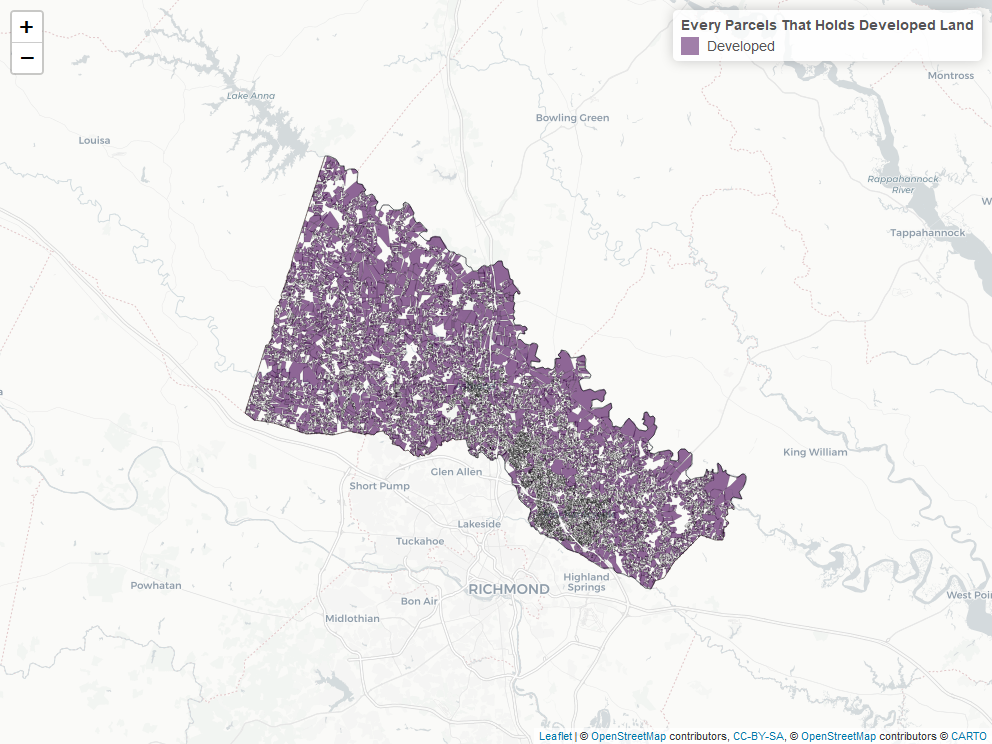 +
−
Every Parcels That Holds Developed Land
Developed
Montross
Lake Anna
Bowling Green
Louisa
Rappahannock
River
Tappahannock
King William
Glen Allen
Short Pump
Lakeside
Tuckahoe
Highland
Springs
Powhatan
RICHMOND
Bon Air
Midlothian
West Poi
Leaflet | © OpenStreetMap contributors, CC-BY-SA, © OpenStreetMap contributors © CARTO